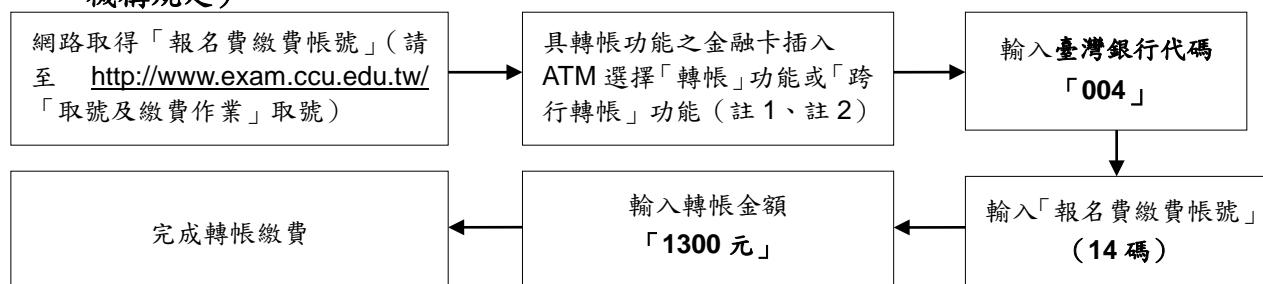 機構規定）
網路取得「報名費繳費帳號」（請
至 http://www.exam.ccu.edu.tw/
「取號及繳費作業」取號）
具轉帳功能之金融卡插入
ATM 選擇「轉帳」功能或「跨
行轉帳」功能（註 1、註 2）
輸入臺灣銀行代碼
「004」
輸入「報名費繳費帳號」
（14 碼）
輸入轉帳金額
「1300 元」
完成轉帳繳費